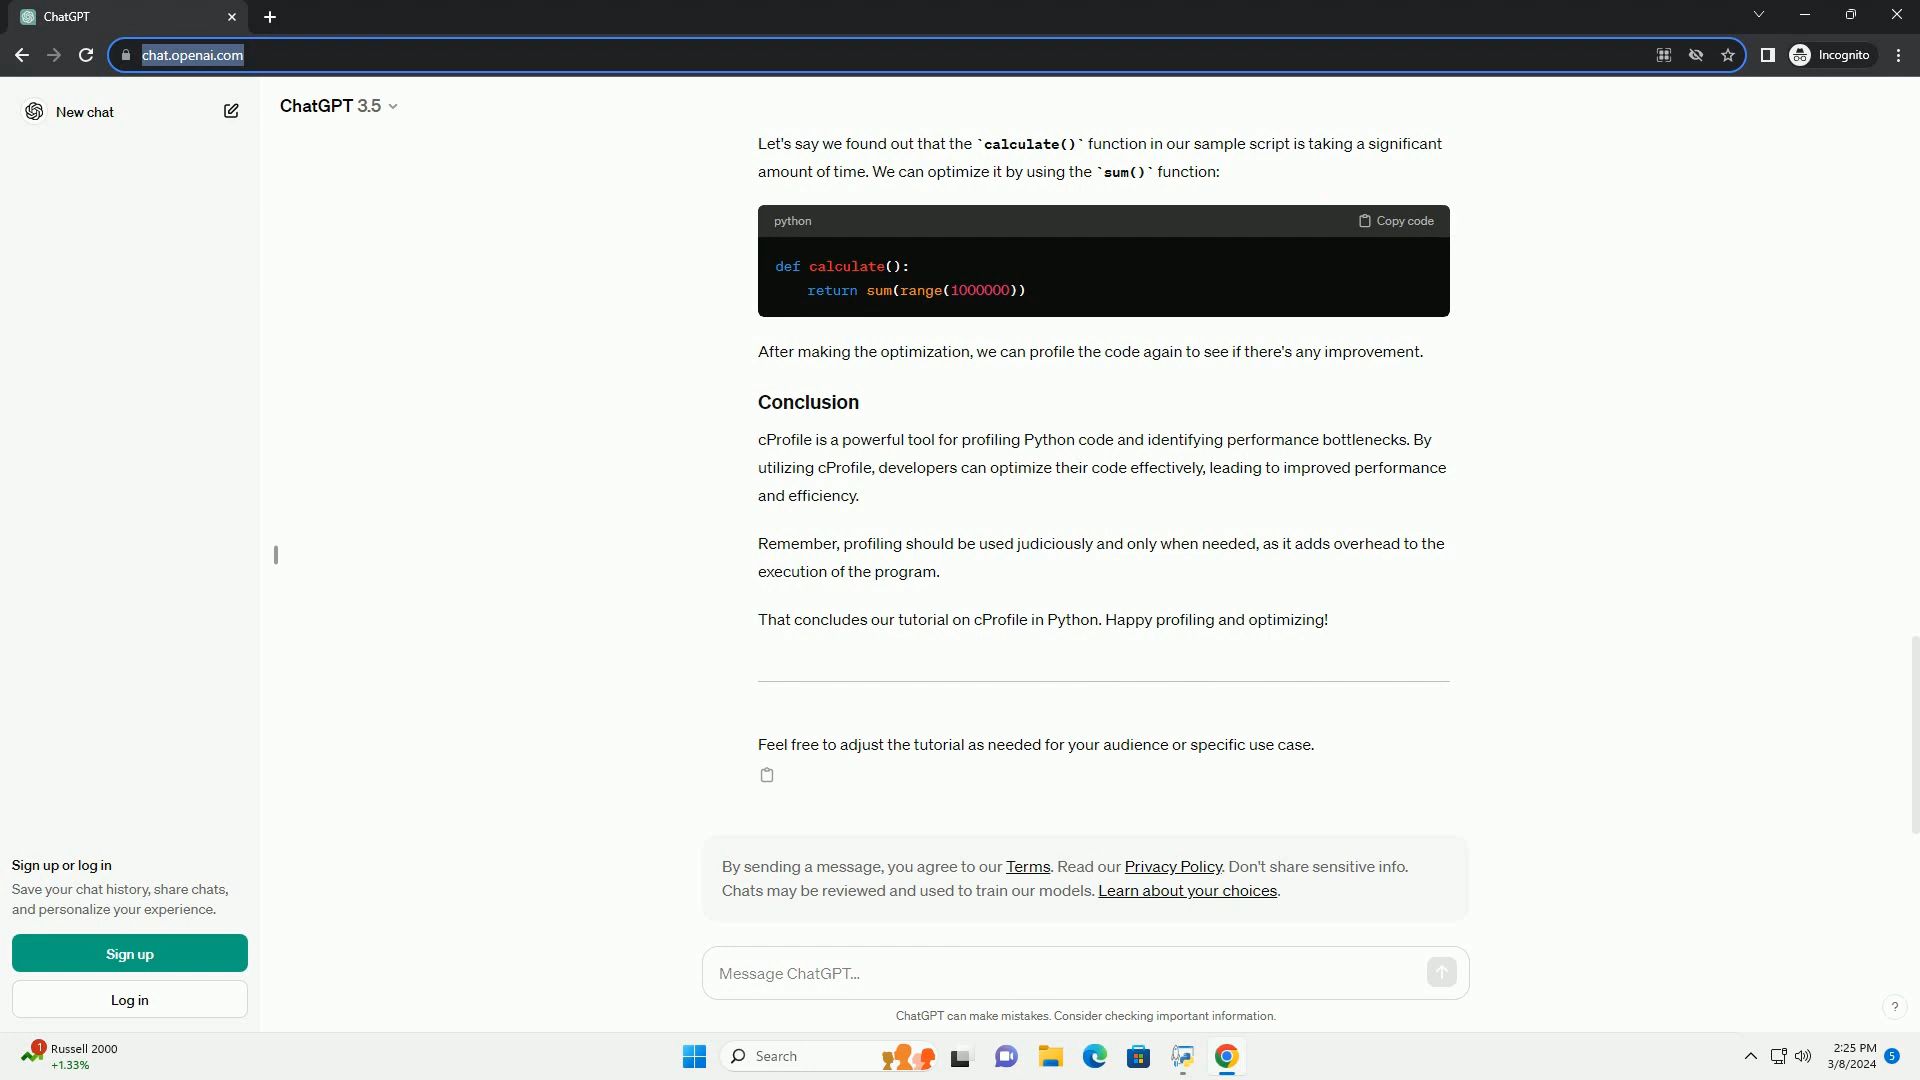 ChatGPT
chat.openai.com
Incognito
New chat
ChatGPT 3.5
Let's say we found out that the `calculate()` function in our sample script is taking a significant
amount of time. We can optimize it by using the `sum()` function:
python
Copy code
def calculate():
    return sum(range(1000000))
After making the optimization, we can profile the code again to see if there's any improvement.
Conclusion
cProfile is a powerful tool for profiling Python code and identifying performance bottlenecks. By
utilizing cProfile, developers can optimize their code effectively, leading to improved performance
and efficiency.
Remember, profiling should be used judiciously and only when needed, as it adds overhead to the
execution of the program.
That concludes our tutorial on cProfile in Python. Happy profiling and optimizing!
Feel free to adjust the tutorial as needed for your audience or specific use case.
Sign up or log in
Save your chat history, share chats,
and personalize your experience.
Sign up
Log in
By sending a message, you agree to our Terms. Read our Privacy Policy. Don't share sensitive info.
Chats may be reviewed and used to train our models. Learn about your choices.
Message ChatGPT...
ChatGPT can make mistakes. Consider checking important information.
?
1
Russell 2000
+1.33%
Search
2:25 PM
3/8/2024
5